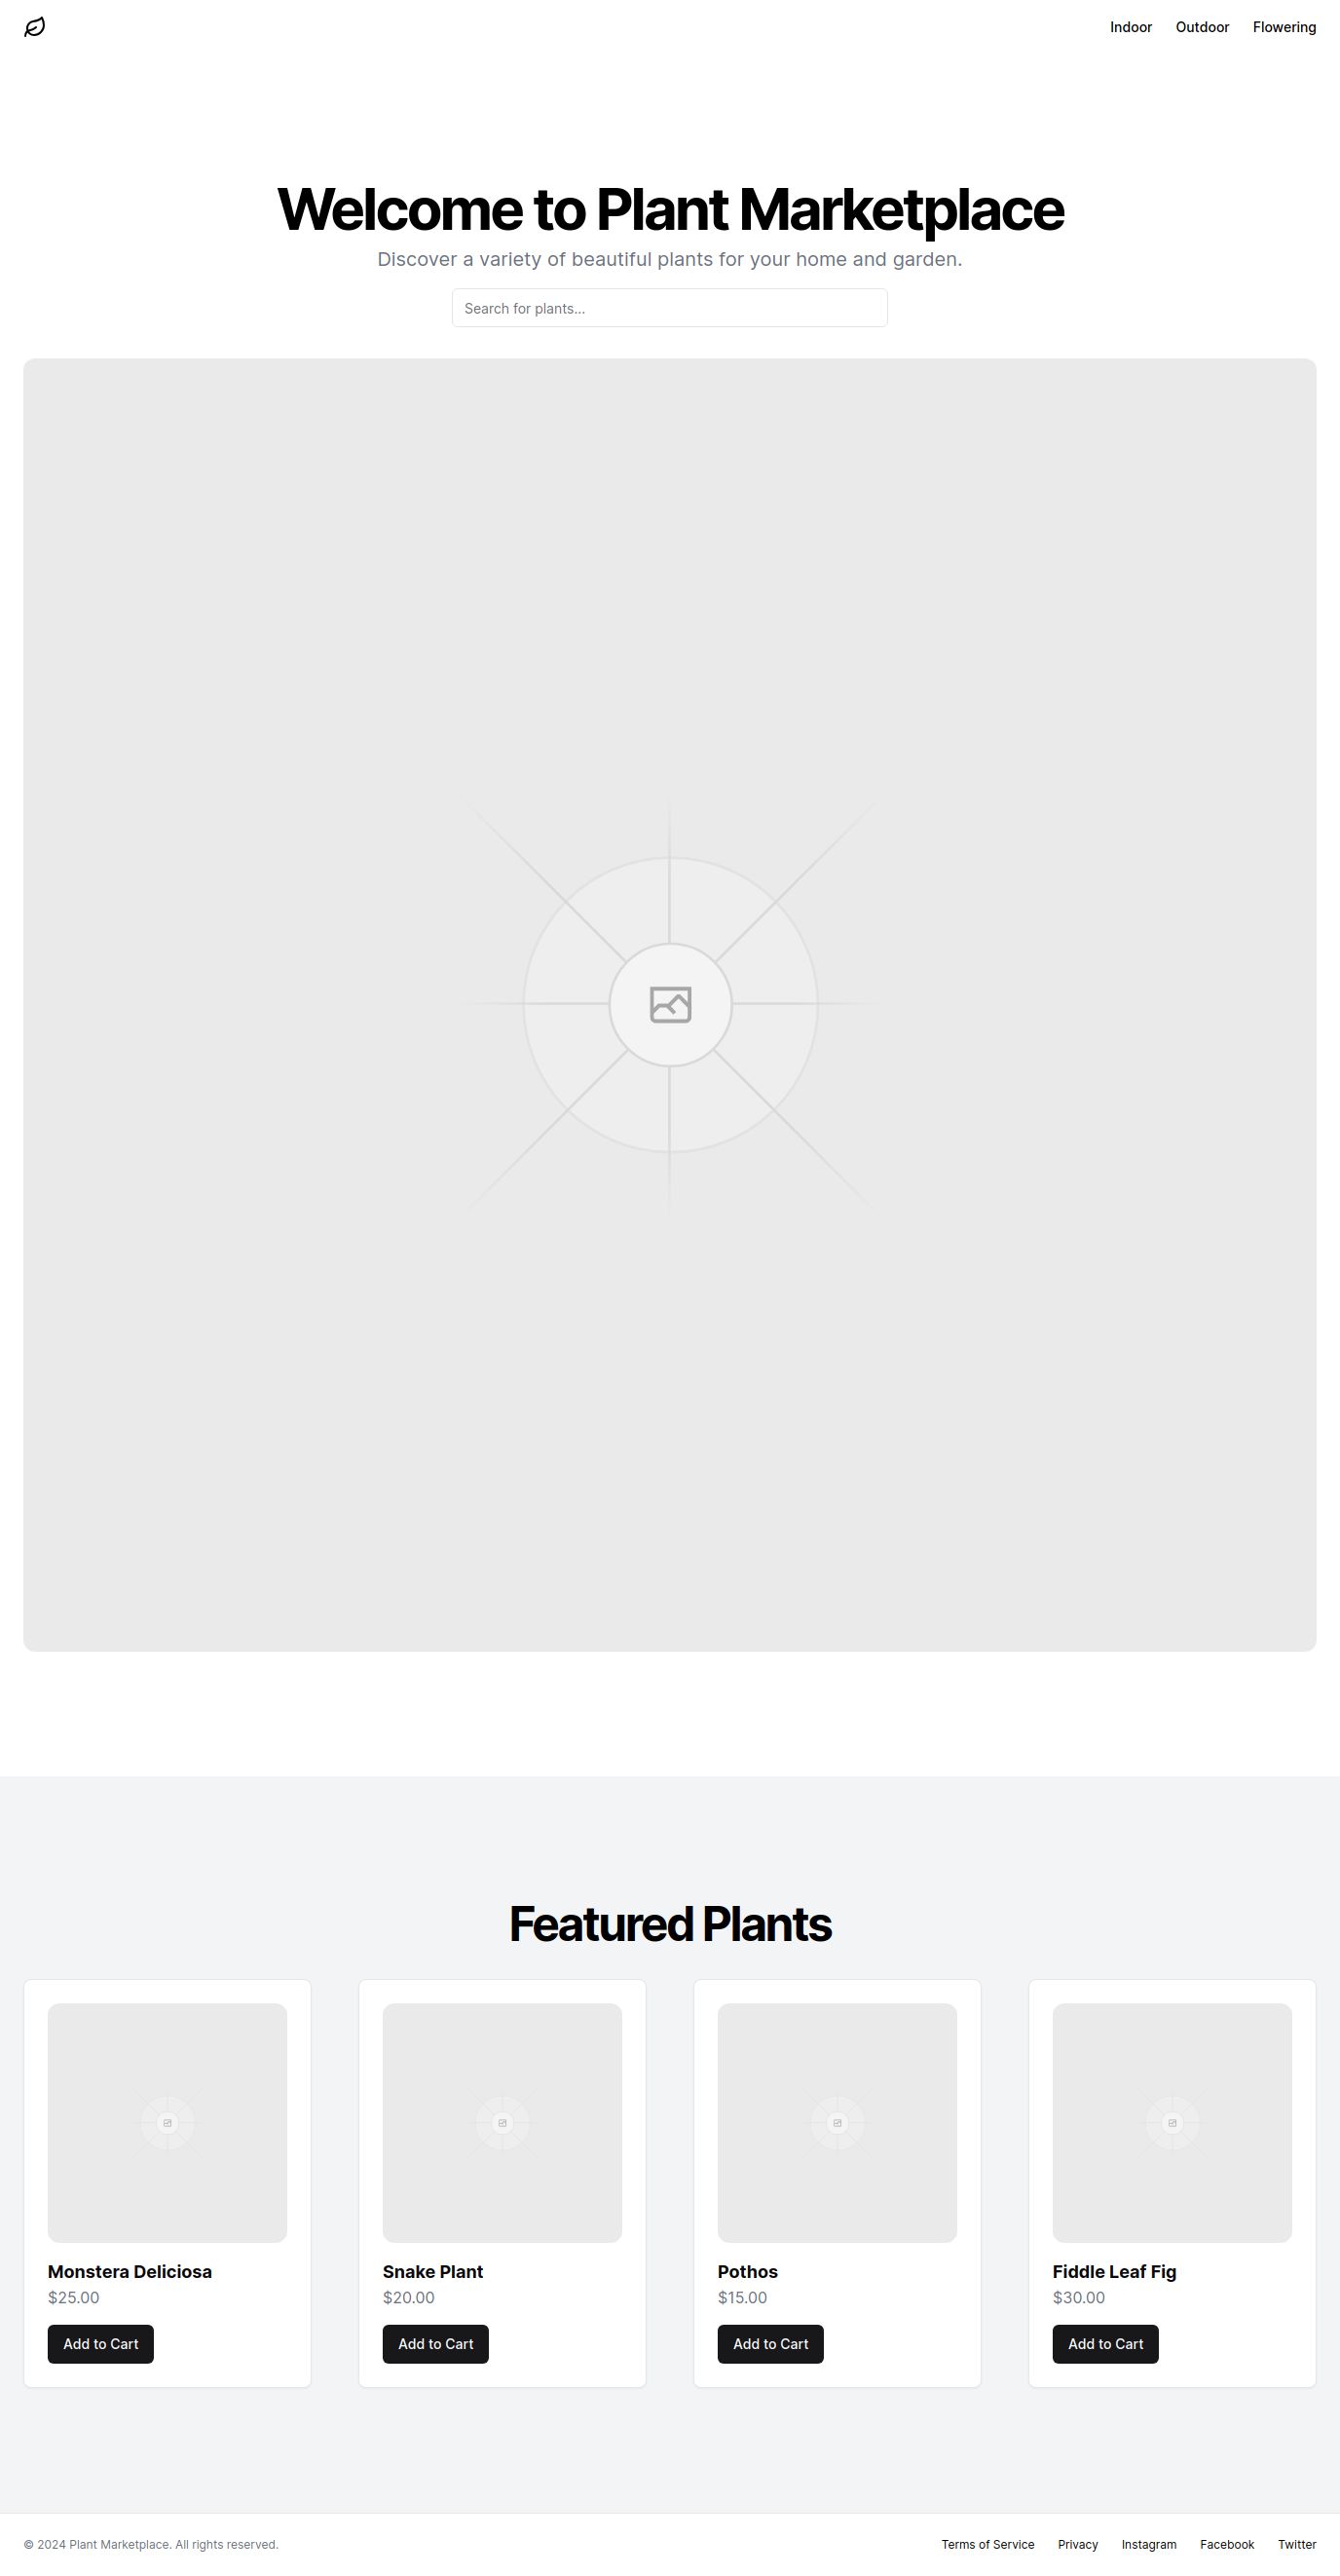 Indoor Outdoor Flowering
Welcome to Plant Marketplace
Discover a variety of beautiful plants for your home and garden.
Search for plants...
Featured Plants
Monstera Deliciosa
$25.00
Add to Cart
Snake Plant
$20.00
Add to Cart
Pothos
$15.00
Add to Cart
Fiddle Leaf Fig
$30.00
Add to Cart
© 2024 Plant Marketplace. All rights reserved.
Terms of Service Privacy Instagram Facebook Twitter